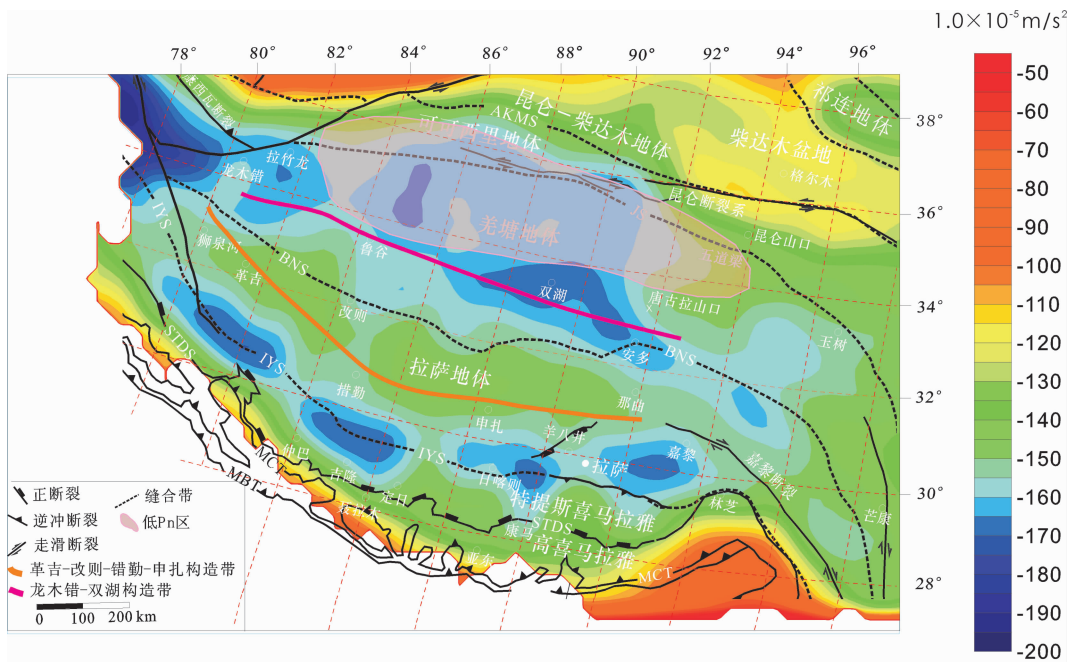 1.0×10⁻⁵m/s²
78° 80° 82° 84° 86° 88° 90° 92° 94° 96°
38°
36°
34°
32°
30°
28°
-50
-60
-70
-80
-90
-100
-110
-120
-130
-140
-150
-160
-170
-180
-190
-200
康西瓦断裂
AKMS
昆仑—柴达木地体
祁连地体
可可西里地体
柴达木盆地
格尔木
拉竹龙
龙木错
昆仑断裂系
昆仑山口
羌塘地体
五道梁
IYS
狮泉河
革吉
BNS
鲁谷
双湖
唐古拉山口
改则
玉树
安多
BNS
STDS
IYS
拉萨地体
措勤
那曲
申扎
羊八井
IYS
嘉黎
拉萨
嘉黎断裂
仲巴
MCT
MBT
吉隆
定日
日喀则
特提斯喜马拉雅
林芝
芒康
聂拉木
STDS
康马
高喜马拉雅
亚东
MCT
正断裂
缝合带
逆冲断裂
低Pn区
走滑断裂
革吉-改则-错勤-申扎构造带
龙木错-双湖构造带
0 100 200 km